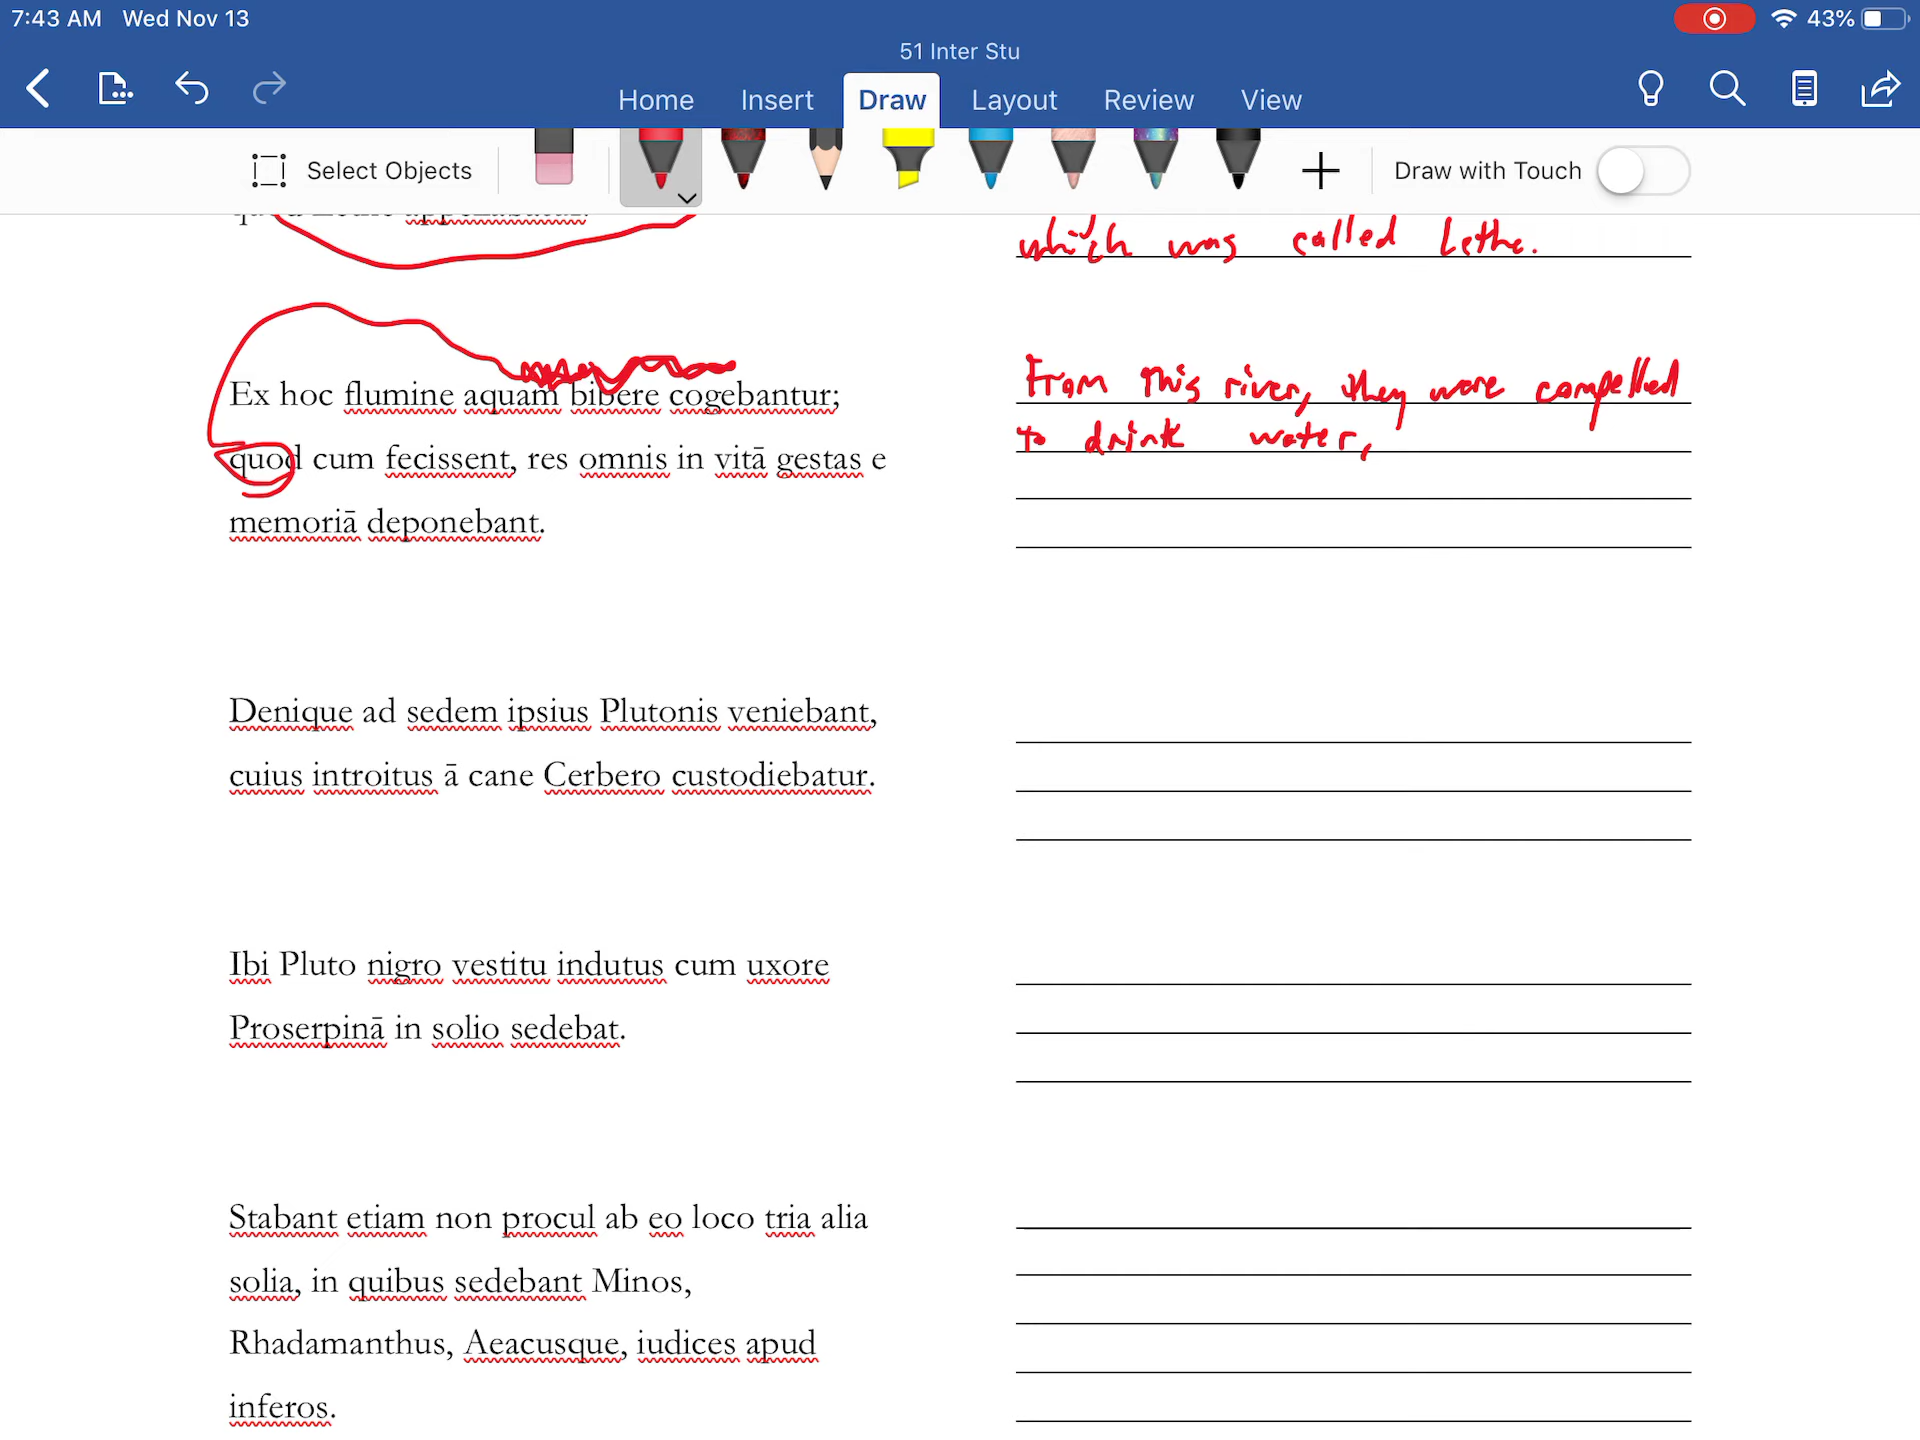 7:43 AM Wed Nov 13
43%
51 Inter Stu
Home Insert Draw Layout Review View
Select Objects
Draw with Touch
which was called Lethe.
Ex hoc flumine aquam bibere cogebantur;
quod cum fecissent, res omnis in vitā gestas e
memoriā deponebant.
From this river, they were compelled
to drink water,
Denique ad sedem ipsius Plutonis veniebant,
cuius introitus ā cane Cerbero custodiebatur.
Ibi Pluto nigro vestitu indutus cum uxore
Proserpinā in solio sedebat.
Stabant etiam non procul ab eo loco tria alia
solia, in quibus sedebant Minos,
Rhadamanthus, Aeacusque, iudices apud
inferos.